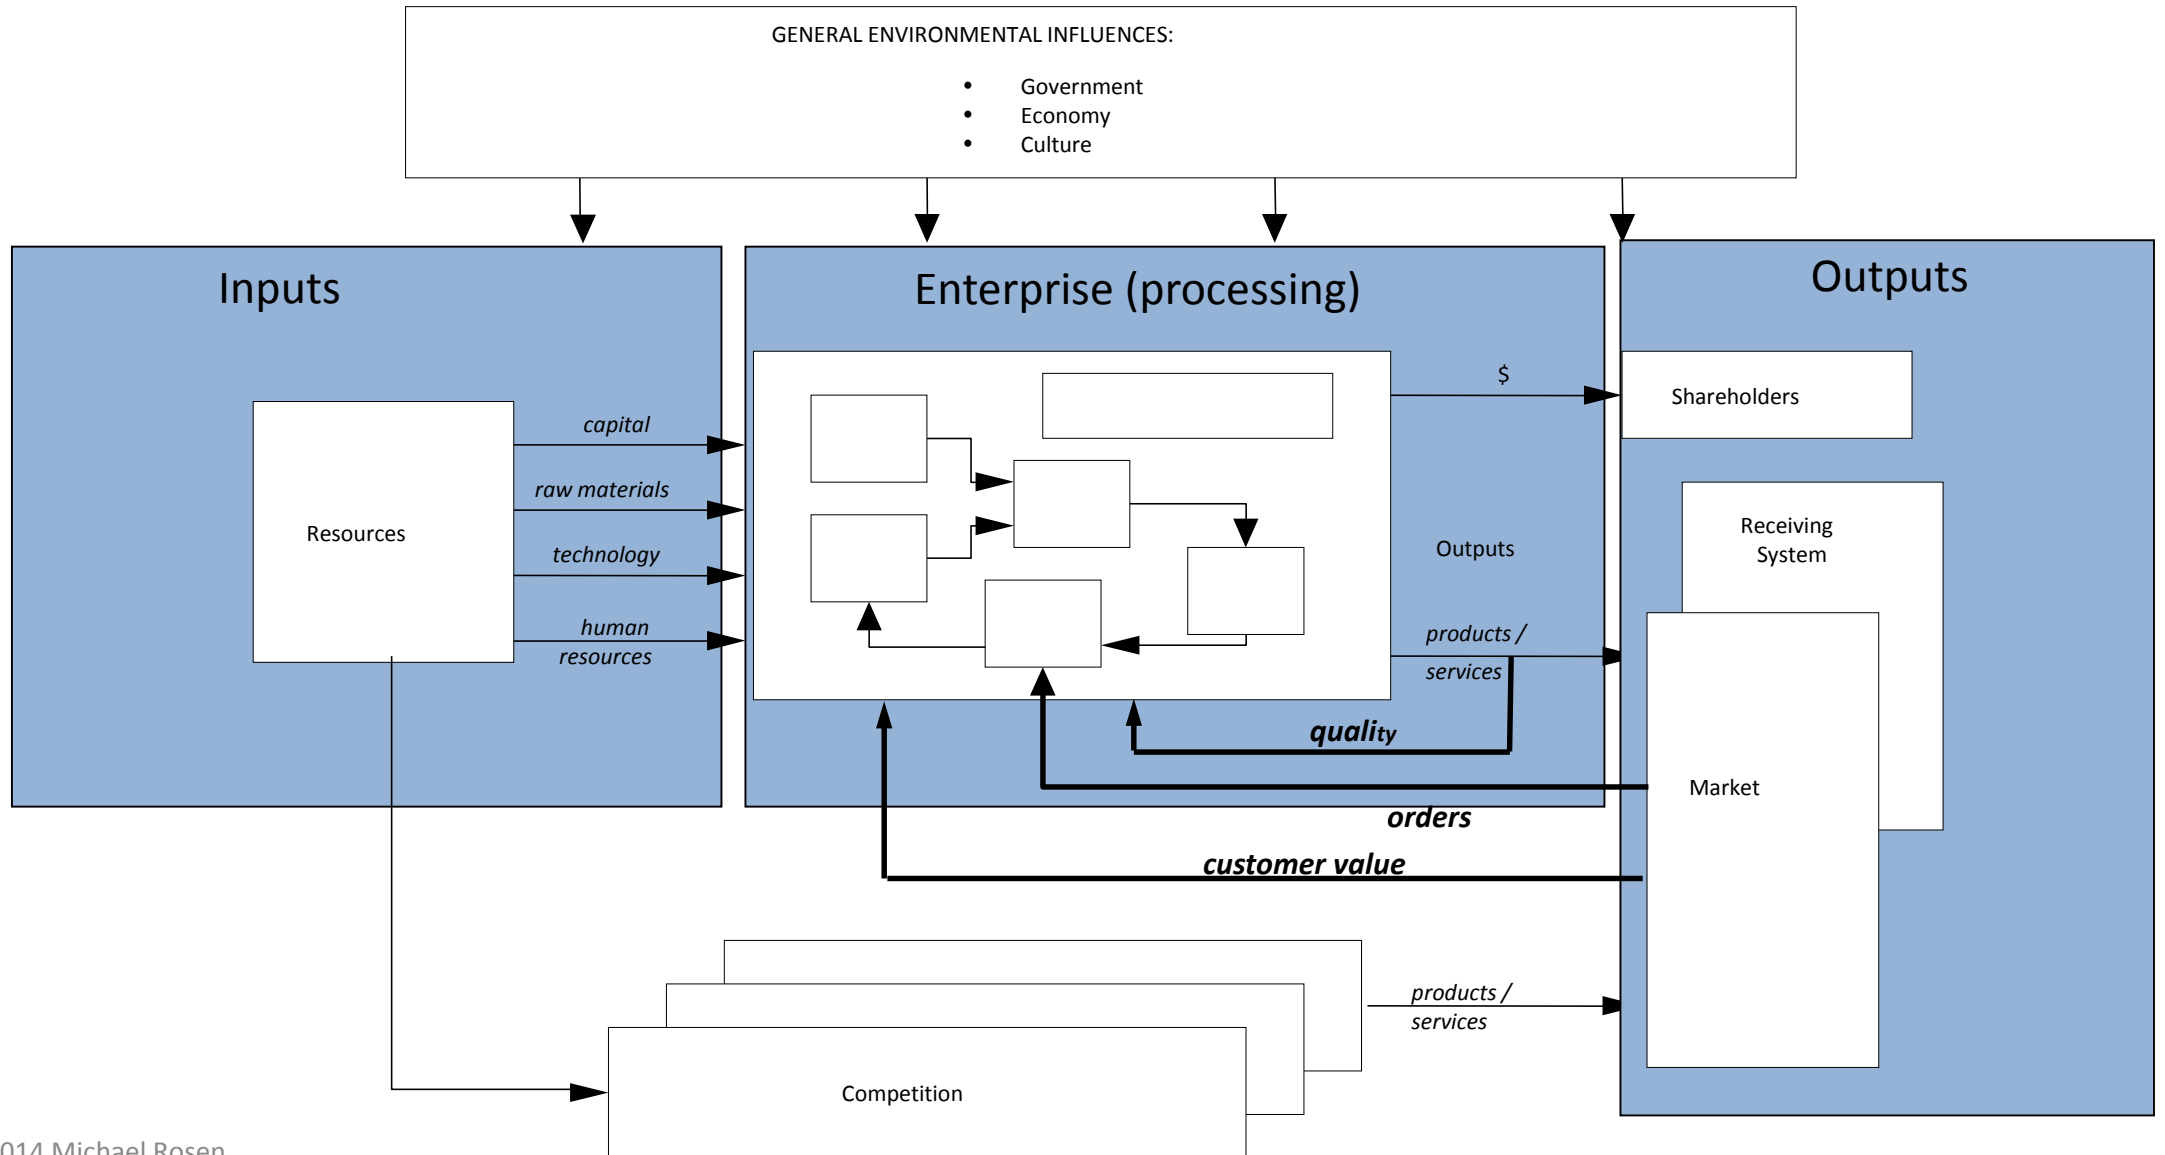 GENERAL ENVIRONMENTAL INFLUENCES:
• Government
• Economy
• Culture
Inputs
Enterprise (processing)
Outputs
capital
raw materials
technology
human
resources
Resources
$
Shareholders
Receiving
System
Outputs
products /
services
quality
Market
orders
customer value
products /
services
Competition
014 Michael Rosen